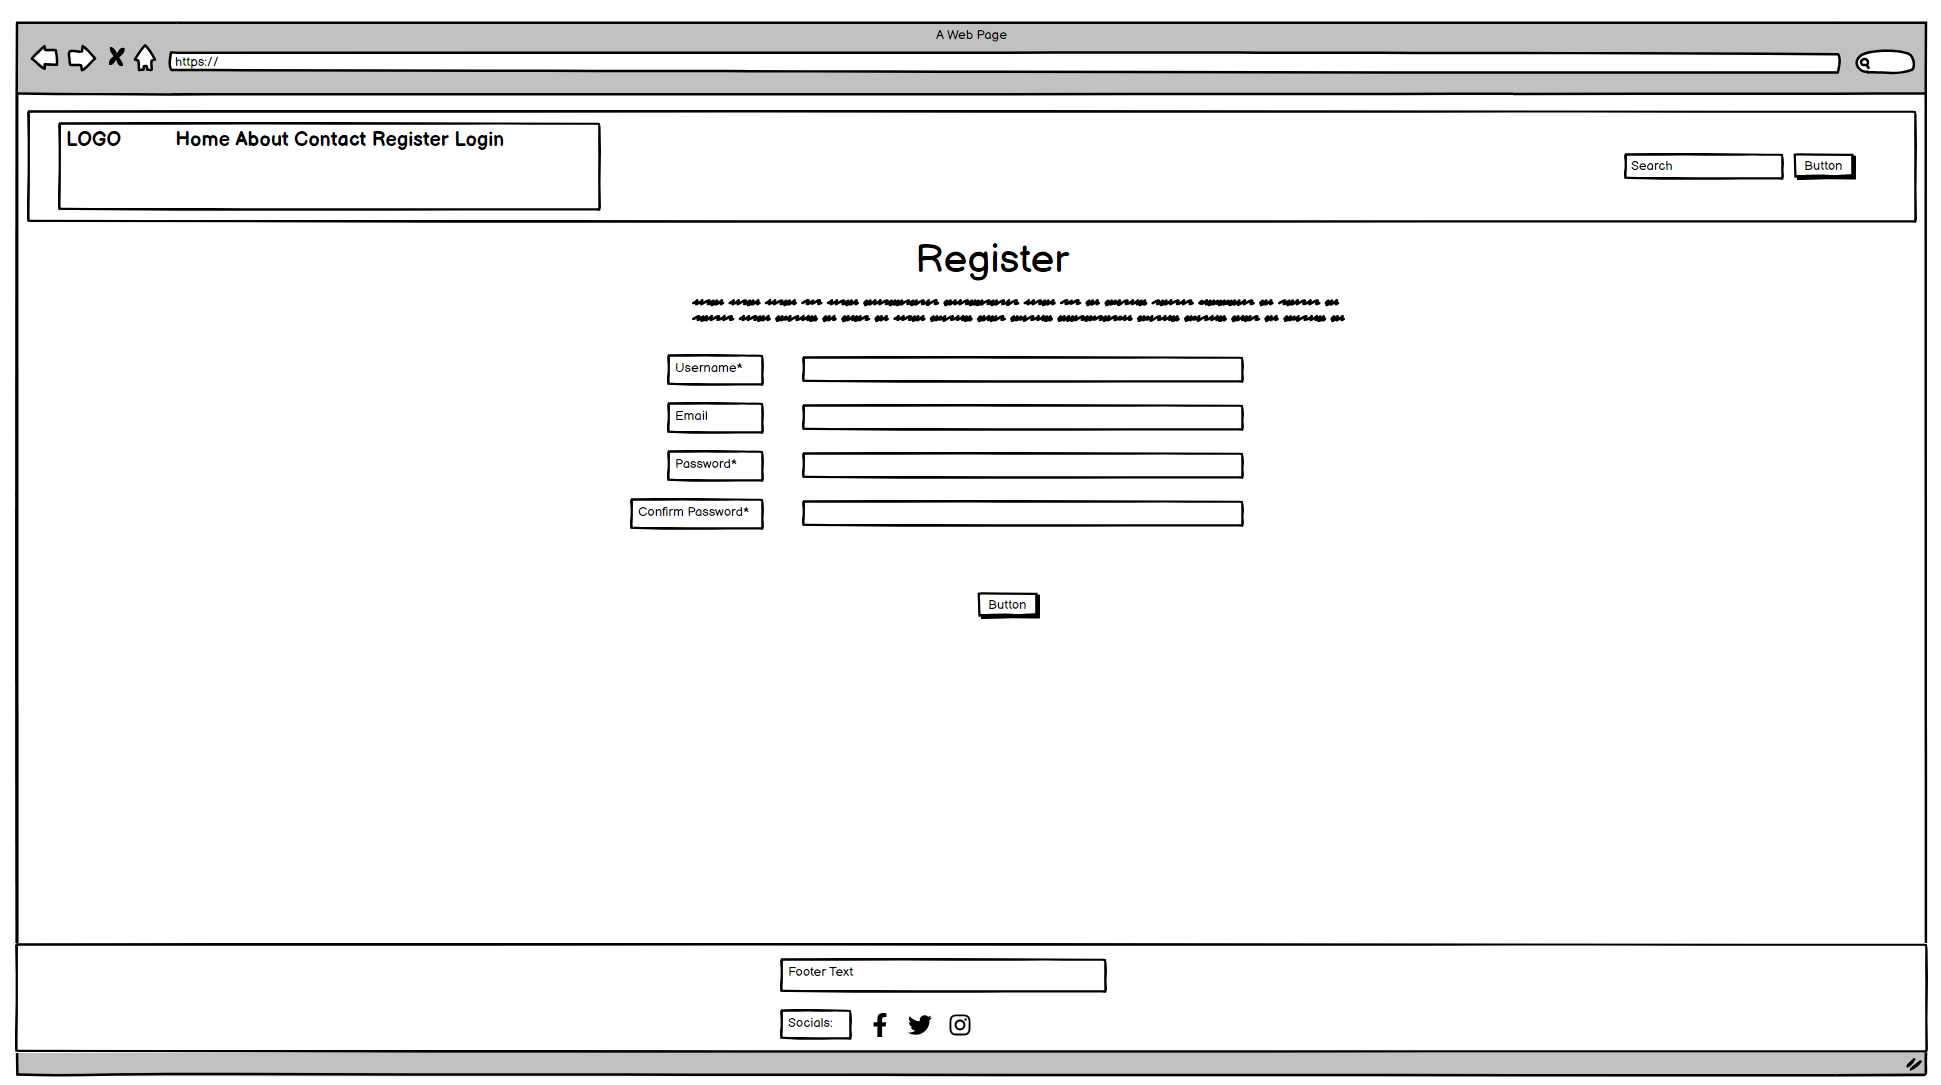 A Web Page
https://
LOGO Home About Contact Register Login
Search Button
Register
Username*
Email
Password*
Confirm Password*
Button
Footer Text
Socials: